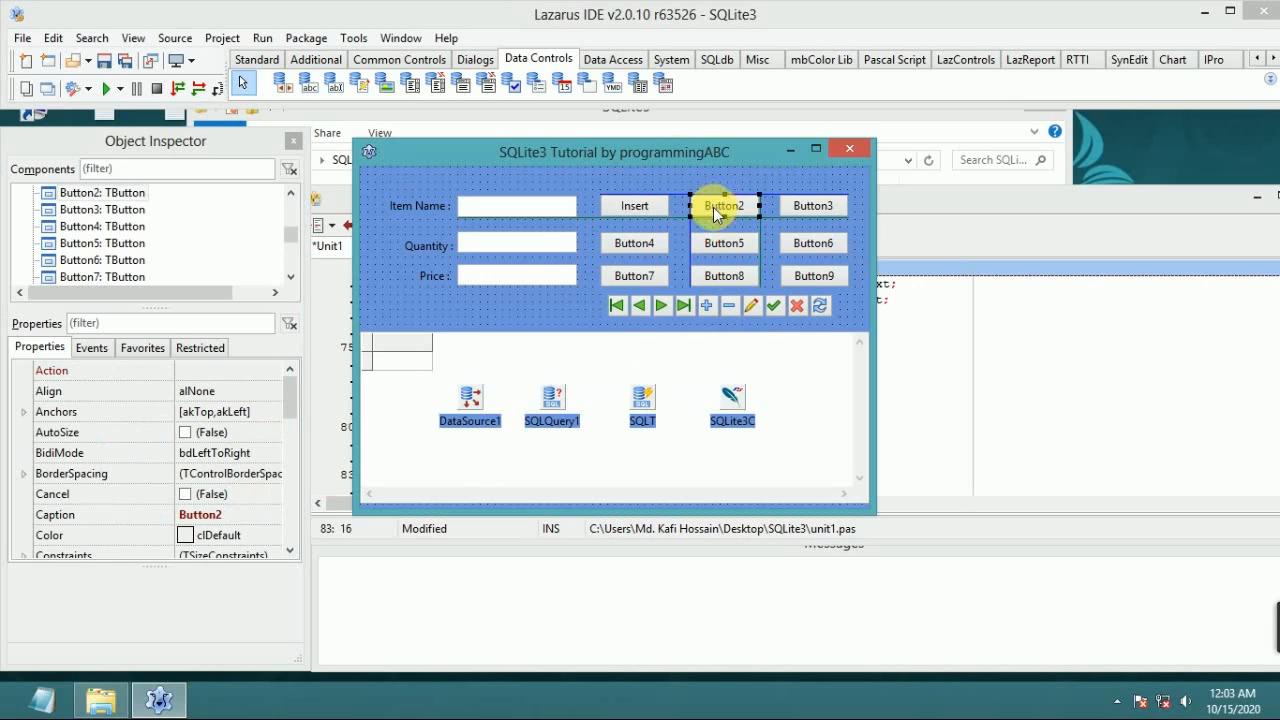 Lazarus IDE v2.0.10 r63526 - SQLite3
File Edit Search View Source Project Run Package Tools Window Help
Standard Additional Common Controls Dialogs Data Controls Data Access System SQLdb Misc mbColor Lib Pascal Script LazControls LazReport RTTI SynEdit Chart IPro
Share View
Search SQLi...
Object Inspector
Components (filter)
Button2: TButton
Button3: TButton
Button4: TButton
Button5: TButton
Button6: TButton
Button7: TButton
Properties (filter)
Properties Events Favorites Restricted
Action
Align alNone
Anchors [akTop,akLeft]
AutoSize (False)
BidiMode bdLeftToRight
BorderSpacing (TControlBorderSpac
Cancel (False)
Caption Button2
Color clDefault
Constraints (TSizeConstraints)
*Unit1
75
80
83
SQLite3 Tutorial by programmingABC
Item Name : Insert Button2 Button3
Quantity : Button4 Button5 Button6
Price : Button7 Button8 Button9
DataSource1 SQLQuery1 SQLT SQLite3C
83: 16 Modified INS C:\Users\Md. Kafi Hossain\Desktop\SQLite3\unit1.pas
Messages
12:03 AM
10/15/2020